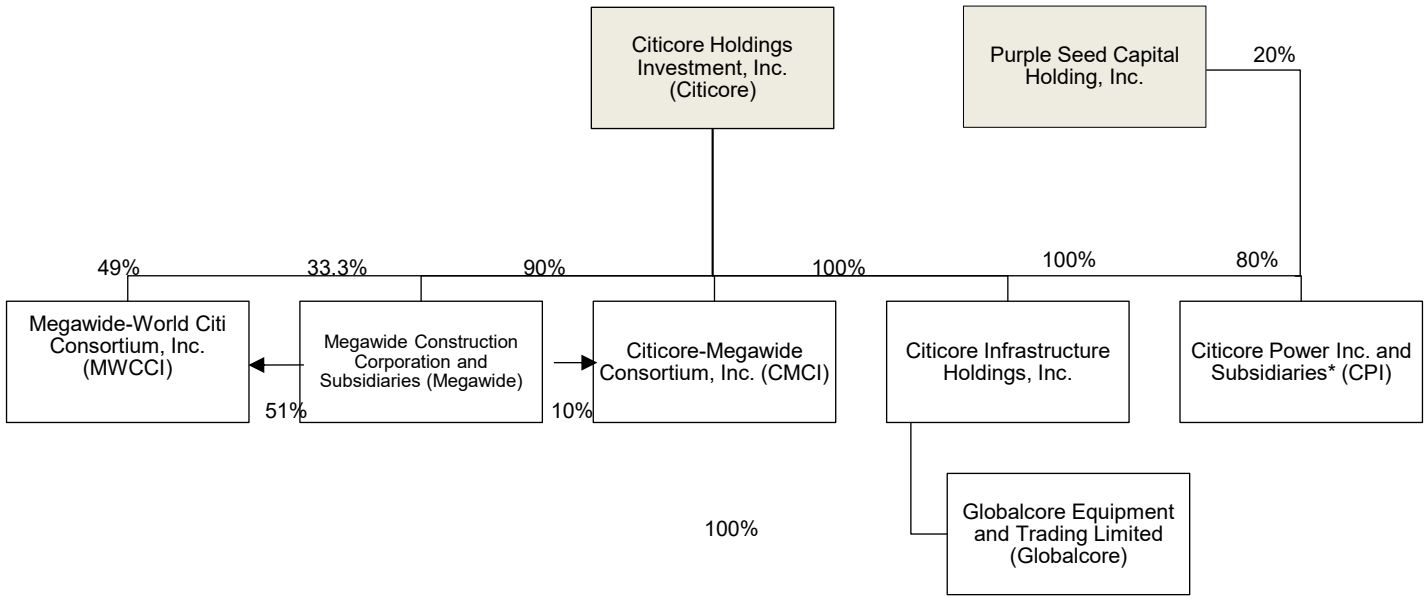 Citicore Holdings
Investment, Inc.
(Citicore)
Purple Seed Capital
Holding, Inc.
20%
49%
33.3%
90%
100%
100%
80%
Megawide-World Citi
Consortium, Inc.
(MWCCI)
Megawide Construction
Corporation and
Subsidiaries (Megawide)
Citicore-Megawide
Consortium, Inc. (CMCI)
Citicore Infrastructure
Holdings, Inc.
Citicore Power Inc. and
Subsidiaries* (CPI)
51%
10%
100%
Globalcore Equipment
and Trading Limited
(Globalcore)